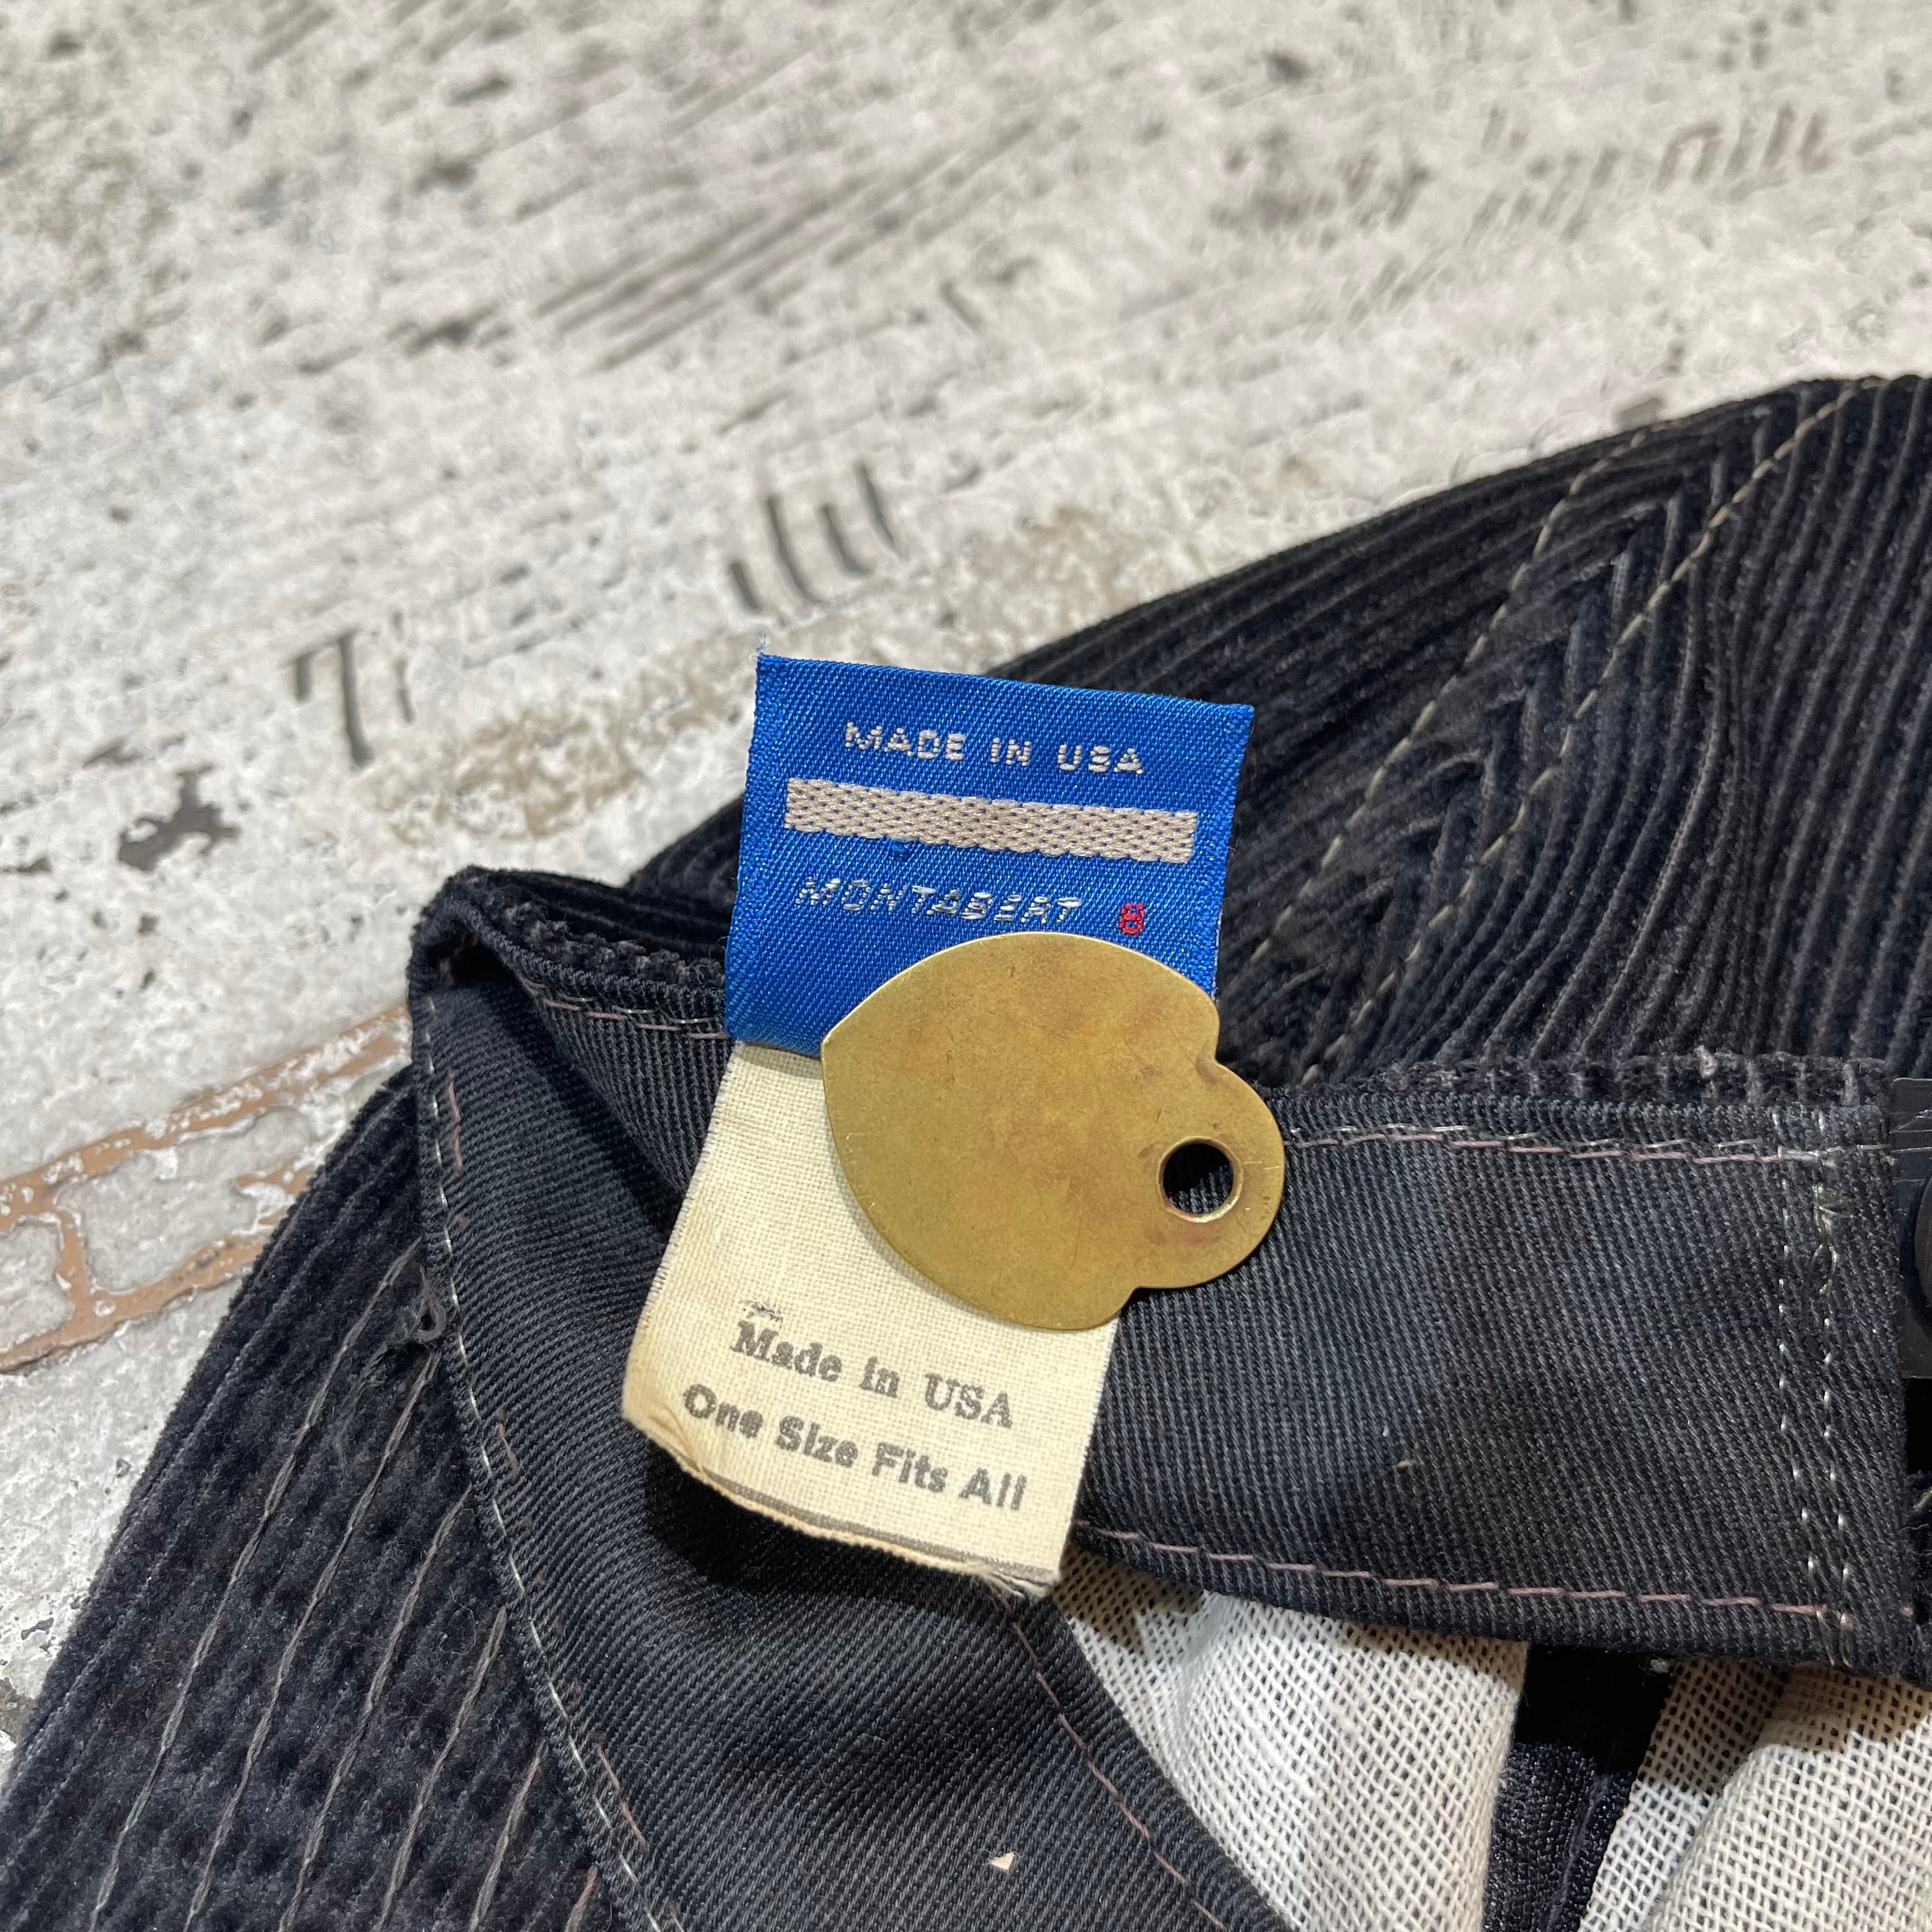 MADE IN USA
MONTABERT 8
Made in USA
One Size Fits All